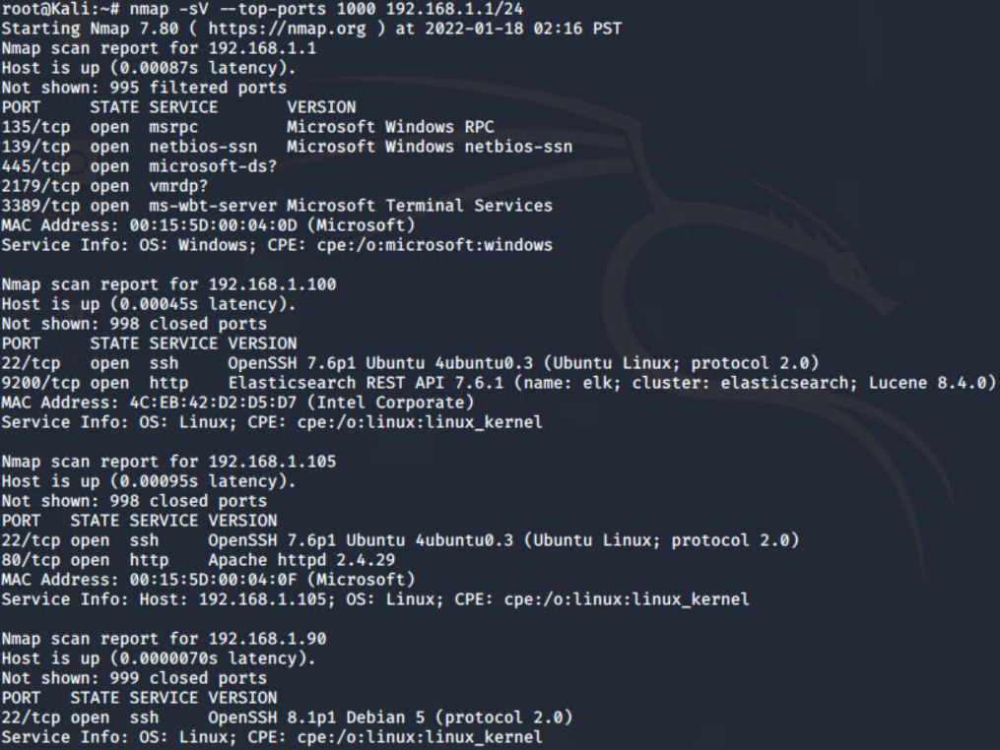 root@Kali:~# nmap -sV --top-ports 1000 192.168.1.1/24
Starting Nmap 7.80 ( https://nmap.org ) at 2022-01-18 02:16 PST
Nmap scan report for 192.168.1.1
Host is up (0.00087s latency).
Not shown: 995 filtered ports
PORT     STATE SERVICE       VERSION
135/tcp  open  msrpc         Microsoft Windows RPC
139/tcp  open  netbios-ssn   Microsoft Windows netbios-ssn
445/tcp  open  microsoft-ds?
2179/tcp open  vmrdp?
3389/tcp open  ms-wbt-server Microsoft Terminal Services
MAC Address: 00:15:5D:00:04:0D (Microsoft)
Service Info: OS: Windows; CPE: cpe:/o:microsoft:windows

Nmap scan report for 192.168.1.100
Host is up (0.00045s latency).
Not shown: 998 closed ports
PORT     STATE SERVICE VERSION
22/tcp   open  ssh     OpenSSH 7.6p1 Ubuntu 4ubuntu0.3 (Ubuntu Linux; protocol 2.0)
9200/tcp open  http    Elasticsearch REST API 7.6.1 (name: elk; cluster: elasticsearch; Lucene 8.4.0)
MAC Address: 4C:EB:42:D2:D5:D7 (Intel Corporate)
Service Info: OS: Linux; CPE: cpe:/o:linux:linux_kernel

Nmap scan report for 192.168.1.105
Host is up (0.00095s latency).
Not shown: 998 closed ports
PORT   STATE SERVICE VERSION
22/tcp open  ssh     OpenSSH 7.6p1 Ubuntu 4ubuntu0.3 (Ubuntu Linux; protocol 2.0)
80/tcp open  http    Apache httpd 2.4.29
MAC Address: 00:15:5D:00:04:0F (Microsoft)
Service Info: Host: 192.168.1.105; OS: Linux; CPE: cpe:/o:linux:linux_kernel

Nmap scan report for 192.168.1.90
Host is up (0.0000070s latency).
Not shown: 999 closed ports
PORT   STATE SERVICE VERSION
22/tcp open  ssh     OpenSSH 8.1p1 Debian 5 (protocol 2.0)
Service Info: OS: Linux; CPE: cpe:/o:linux:linux_kernel